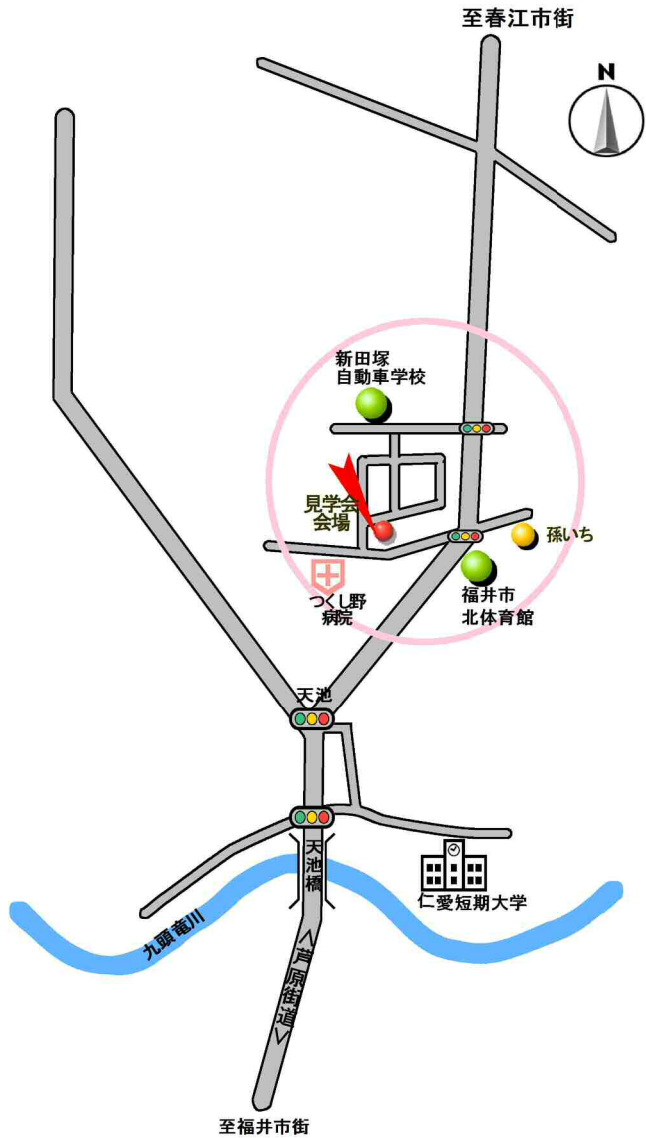 至春江市街
N
新田塚
自動車学校
見学会
会場
孫いち
つくし野
病院
福井市
北体育館
天池
天池橋
仁愛短期大学
九頭竜川
<芦原街道>
至福井市街